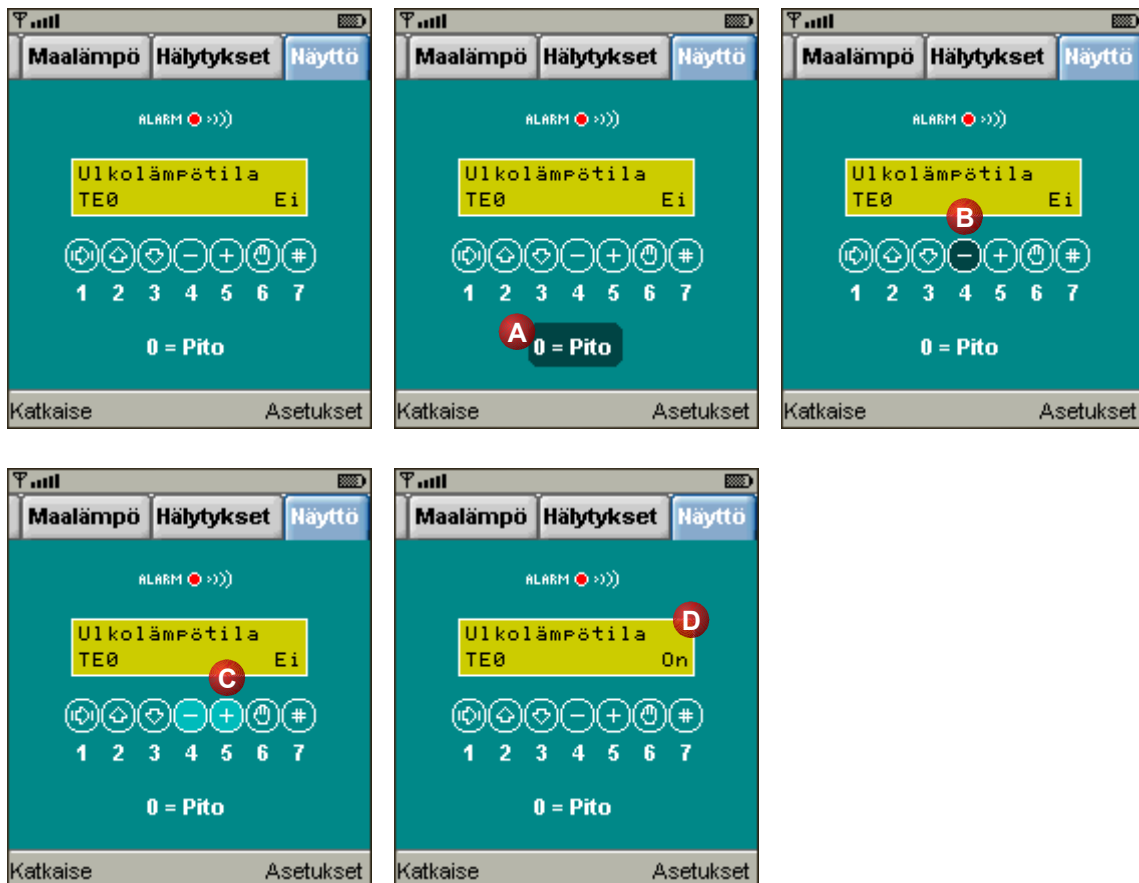 Maalämpö Hälytykset Näyttö
ALARM
Ulkolämpötila
TE0 Ei
1 2 3 4 5 6 7
0 = Pito
Katkaise Asetukset
Maalämpö Hälytykset Näyttö
ALARM
Ulkolämpötila
TE0 Ei
1 2 3 4 5 6 7
A
0 = Pito
Katkaise Asetukset
Maalämpö Hälytykset Näyttö
ALARM
Ulkolämpötila
TE0 Ei
B
- +  #
1 2 3 4 5 6 7
0 = Pito
Katkaise Asetukset
Maalämpö Hälytykset Näyttö
ALARM
Ulkolämpötila
TE0 Ei
C
1 2 3 4 5 6 7
0 = Pito
Katkaise Asetukset
Maalämpö Hälytykset Näyttö
ALARM
D
Ulkolämpötila
TE0 On
1 2 3 4 5 6 7
0 = Pito
Katkaise Asetukset